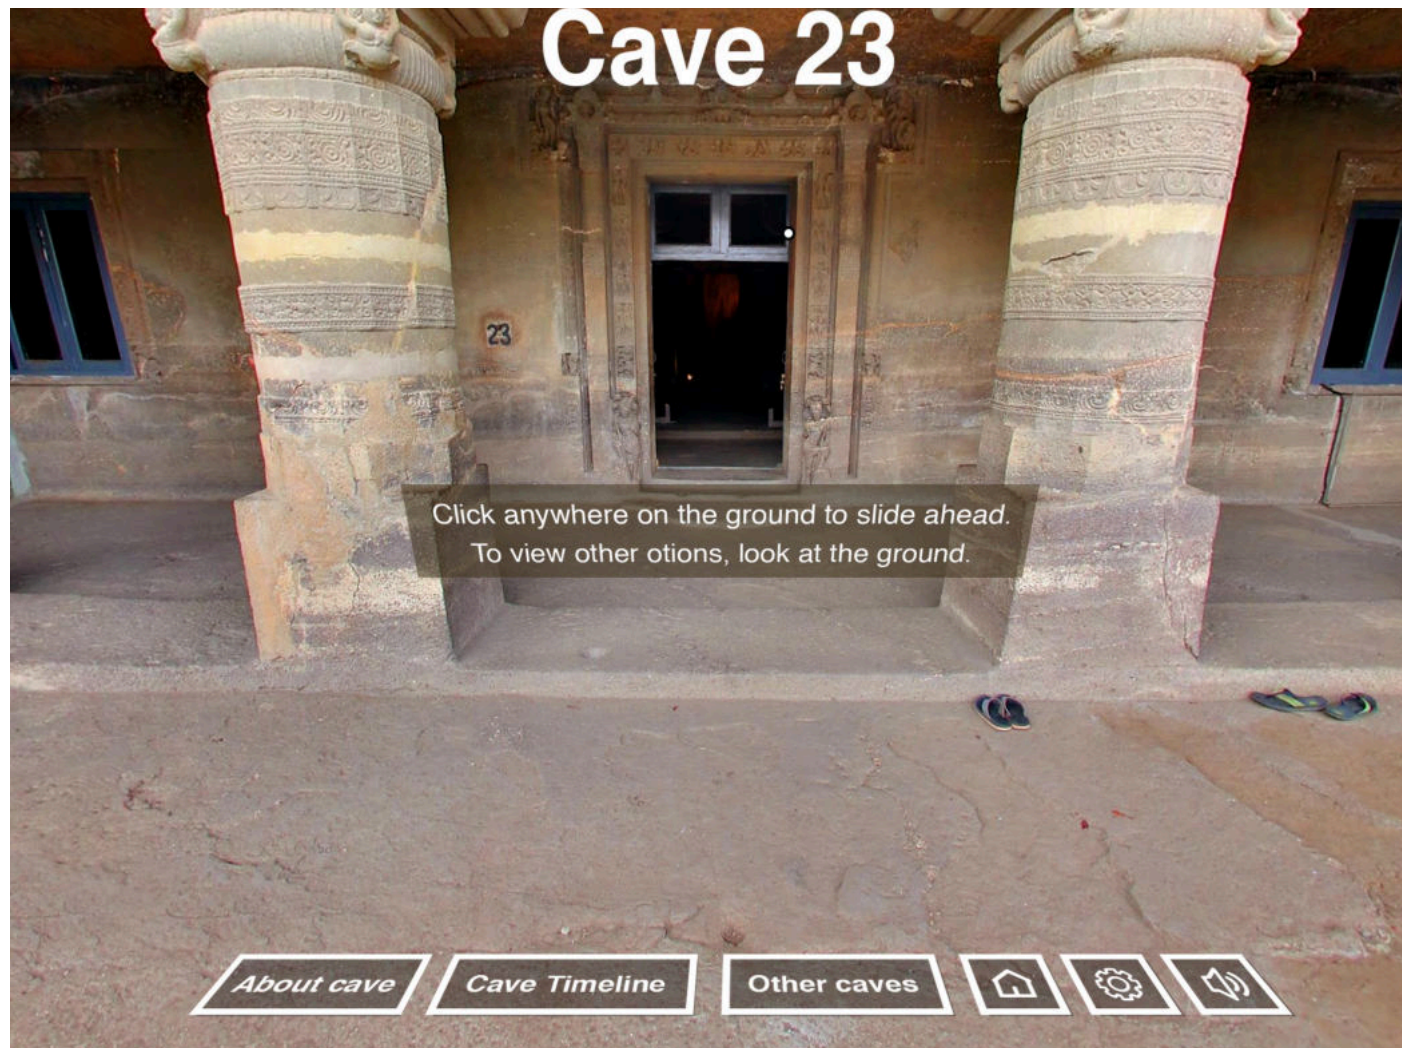 Cave 23
23
Click anywhere on the ground to slide ahead.
To view other otions, look at the ground.
About cave
Cave Timeline
Other caves